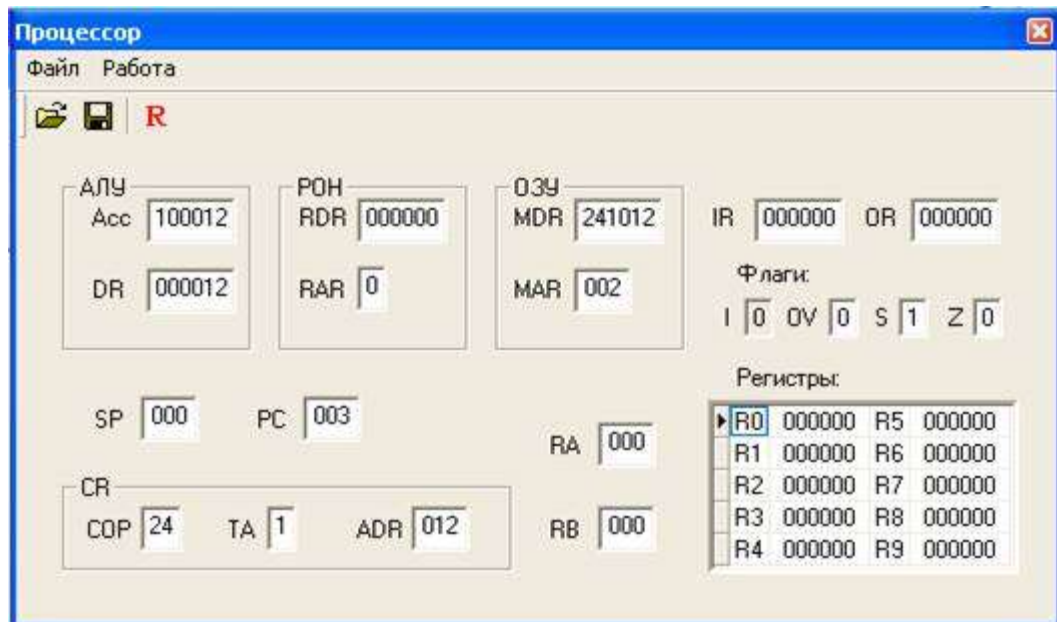 Процессор
Файл Работа
R
АЛУ РОН ОЗУ
Acc 100012 RDR 000000 MDR 241012 IR 000000 OR 000000
Флаги:
DR 000012 RAR 0 MAR 002
I 0 OV 0 S 1 Z 0
Регистры:
SP 000 PC 003 R0 000000 R5 000000
RA 000 R1 000000 R6 000000
CR R2 000000 R7 000000
COP 24 TA 1 ADR 012 RB 000 R3 000000 R8 000000
R4 000000 R9 000000